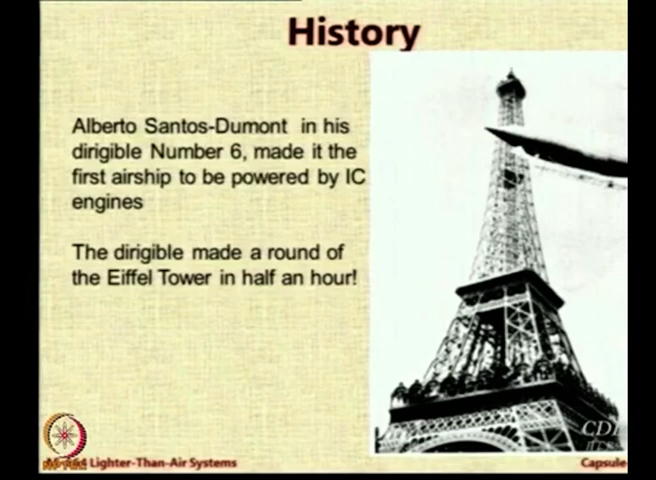 History
Alberto Santos-Dumont in his
dirigible Number 6, made it the
first airship to be powered by IC
engines
The dirigible made a round of
the Eiffel Tower in half an hour!
Lighter-Than-Air Systems
Capsule